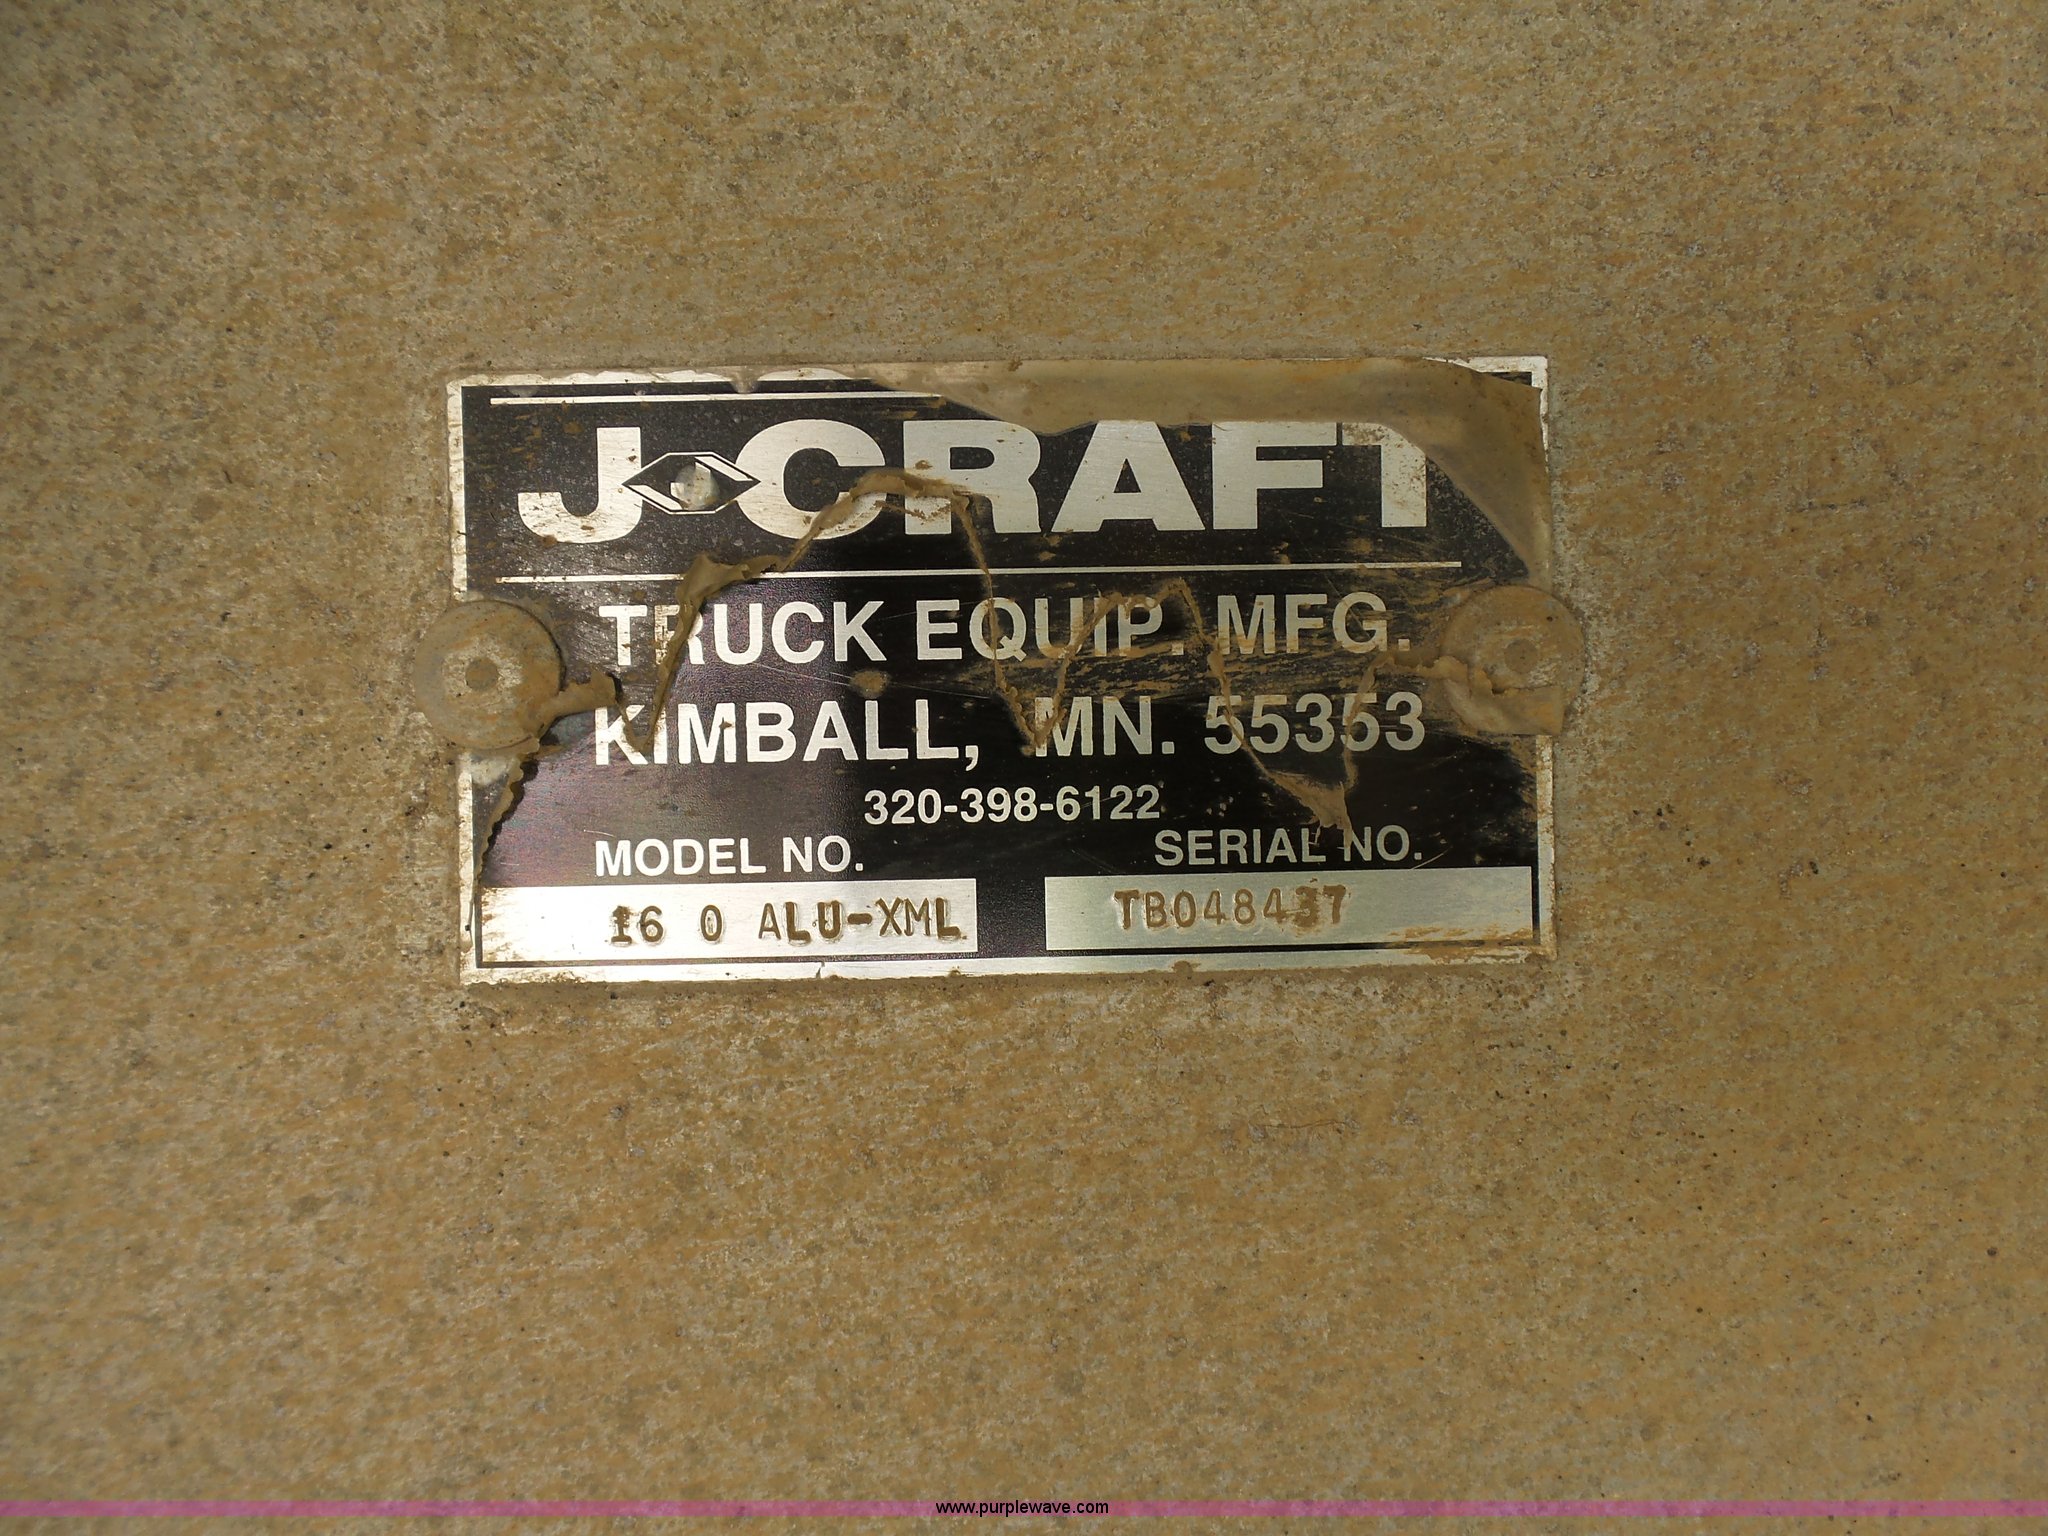 J-CRAFT
TRUCK EQUIP. MFG.
KIMBALL, MN. 55353
320-398-6122
MODEL NO. SERIAL NO.
16 0 ALU-XML TB048437
www.purplewave.com